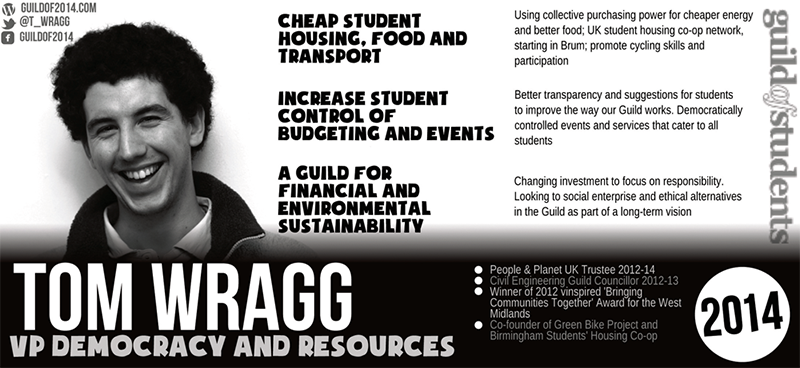 GUILDOF2014.COM
@T_WRAGG
GUILDOF2014
CHEAP STUDENT
HOUSING, FOOD AND
TRANSPORT
Using collective purchasing power for cheaper energy
and better food; UK student housing co-op network,
starting in Brum; promote cycling skills and
participation
INCREASE STUDENT
CONTROL OF
BUDGETING AND EVENTS
Better transparency and suggestions for students
to improve the way our Guild works. Democratically
controlled events and services that cater to all
students
A GUILD FOR
FINANCIAL AND
ENVIRONMENTAL
SUSTAINABILITY
Changing investment to focus on responsibility.
Looking to social enterprise and ethical alternatives
in the Guild as part of a long-term vision
guildofstudents
TOM WRAGG
VP DEMOCRACY AND RESOURCES
People & Planet UK Trustee 2012-14
Civil Engineering Guild Councillor 2012-13
Winner of 2012 vinspired 'Bringing
Communities Together' Award for the West
Midlands
Co-founder of Green Bike Project and
Birmingham Students' Housing Co-op
2014